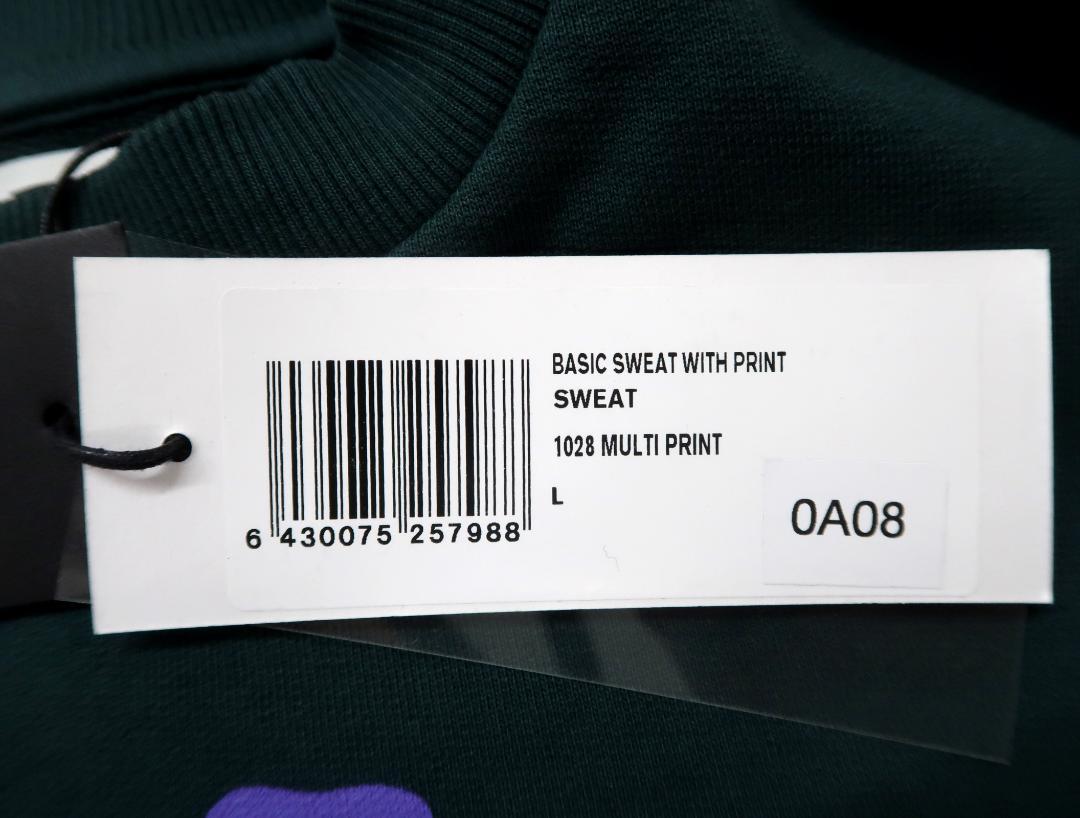 BASIC SWEAT WITH PRINT
SWEAT
1028 MULTI PRINT
L
0A08
6 430075 257988